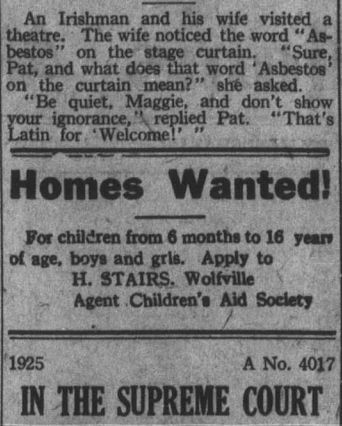 An Irishman and his wife visited a
theatre. The wife noticed the word "As-
bestos" on the stage curtain. "Sure,
Pat, and what does that word 'Asbestos'
on the curtain mean?" she asked.
"Be quiet, Maggie, and don't show
your ignorance," replied Pat. "That's
Latin for 'Welcome!' "
Homes Wanted!
For children from 6 months to 16 years
of age, boys and grls. Apply to
H. STAIRS, Wolfville
Agent Children's Aid Society
1925 A No. 4017
IN THE SUPREME COURT